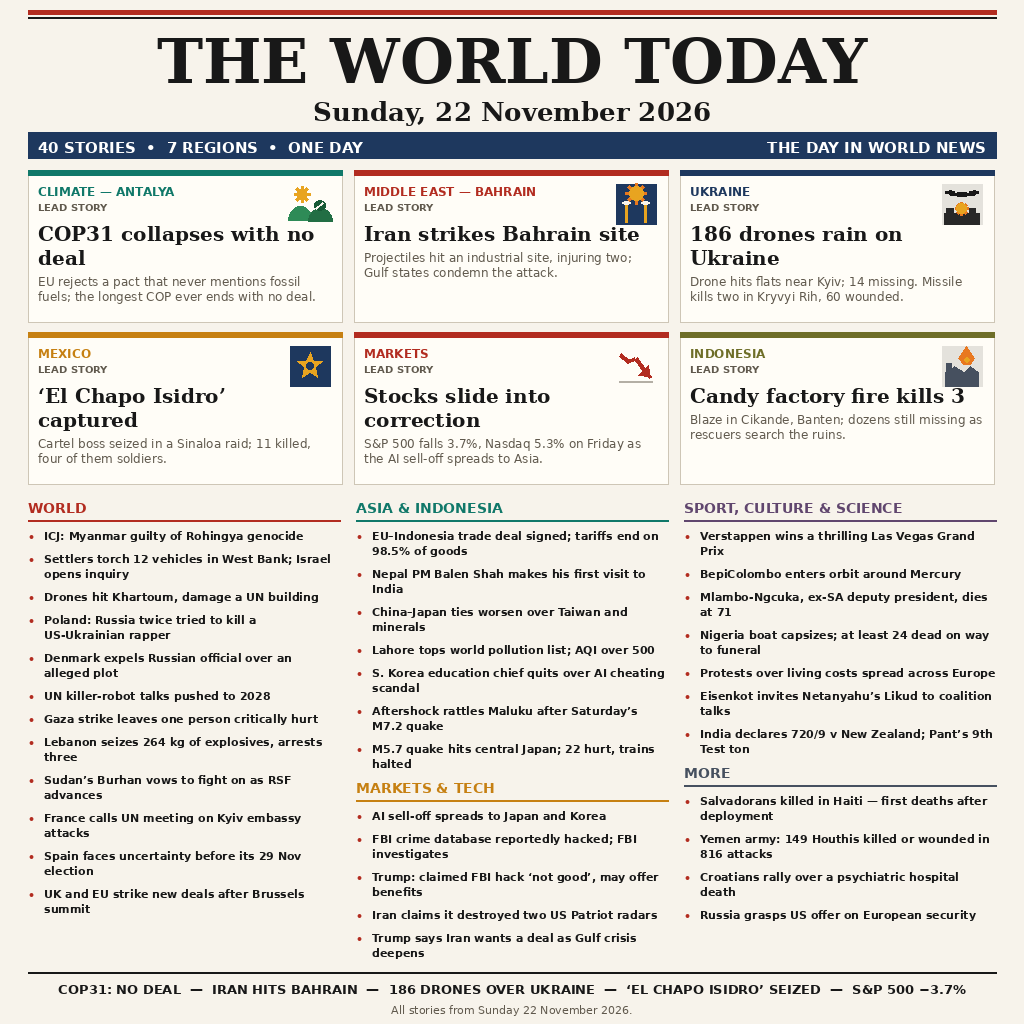 THE WORLD TODAY
Sunday, 22 November 2026
40 STORIES • 7 REGIONS • ONE DAY
THE DAY IN WORLD NEWS
CLIMATE — ANTALYA
LEAD STORY
COP31 collapses with no
deal
EU rejects a pact that never mentions fossil
fuels; the longest COP ever ends with no deal.
MIDDLE EAST — BAHRAIN
LEAD STORY
Iran strikes Bahrain site
Projectiles hit an industrial site, injuring two;
Gulf states condemn the attack.
UKRAINE
LEAD STORY
186 drones rain on
Ukraine
Drone hits flats near Kyiv; 14 missing. Missile
kills two in Kryvyi Rih, 60 wounded.
MEXICO
LEAD STORY
‘El Chapo Isidro’
captured
Cartel boss seized in a Sinaloa raid; 11 killed,
four of them soldiers.
MARKETS
LEAD STORY
Stocks slide into
correction
S&P 500 falls 3.7%, Nasdaq 5.3% on Friday as
the AI sell-off spreads to Asia.
INDONESIA
LEAD STORY
Candy factory fire kills 3
Blaze in Cikande, Banten; dozens still missing as
rescuers search the ruins.
WORLD
• ICJ: Myanmar guilty of Rohingya genocide
• Settlers torch 12 vehicles in West Bank; Israel
opens inquiry
• Drones hit Khartoum, damage a UN building
• Poland: Russia twice tried to kill a
US-Ukrainian rapper
• Denmark expels Russian official over an
alleged plot
• UN killer-robot talks pushed to 2028
• Gaza strike leaves one person critically hurt
• Lebanon seizes 264 kg of explosives, arrests
three
• Sudan’s Burhan vows to fight on as RSF
advances
• France calls UN meeting on Kyiv embassy
attacks
• Spain faces uncertainty before its 29 Nov
election
• UK and EU strike new deals after Brussels
summit
ASIA & INDONESIA
• EU–Indonesia trade deal signed; tariffs end on
98.5% of goods
• Nepal PM Balen Shah makes his first visit to
India
• China–Japan ties worsen over Taiwan and
minerals
• Lahore tops world pollution list; AQI over 500
• S. Korea education chief quits over AI cheating
scandal
• Aftershock rattles Maluku after Saturday’s
M7.2 quake
• M5.7 quake hits central Japan; 22 hurt, trains
halted
MARKETS & TECH
• AI sell-off spreads to Japan and Korea
• FBI crime database reportedly hacked; FBI
investigates
• Trump: claimed FBI hack ‘not good’, may offer
benefits
• Iran claims it destroyed two US Patriot radars
• Trump says Iran wants a deal as Gulf crisis
deepens
SPORT, CULTURE & SCIENCE
• Verstappen wins a thrilling Las Vegas Grand
Prix
• BepiColombo enters orbit around Mercury
• Mlambo-Ngcuka, ex-SA deputy president, dies
at 71
• Nigeria boat capsizes; at least 24 dead on way
to funeral
• Protests over living costs spread across Europe
• Eisenkot invites Netanyahu’s Likud to coalition
talks
• India declares 720/9 v New Zealand; Pant’s 9th
Test ton
MORE
• Salvadorans killed in Haiti — first deaths after
deployment
• Yemen army: 149 Houthis killed or wounded in
816 attacks
• Croatians rally over a psychiatric hospital
death
• Russia grasps US offer on European security
COP31: NO DEAL — IRAN HITS BAHRAIN — 186 DRONES OVER UKRAINE — ‘EL CHAPO ISIDRO’ SEIZED — S&P 500 −3.7%
All stories from Sunday 22 November 2026.